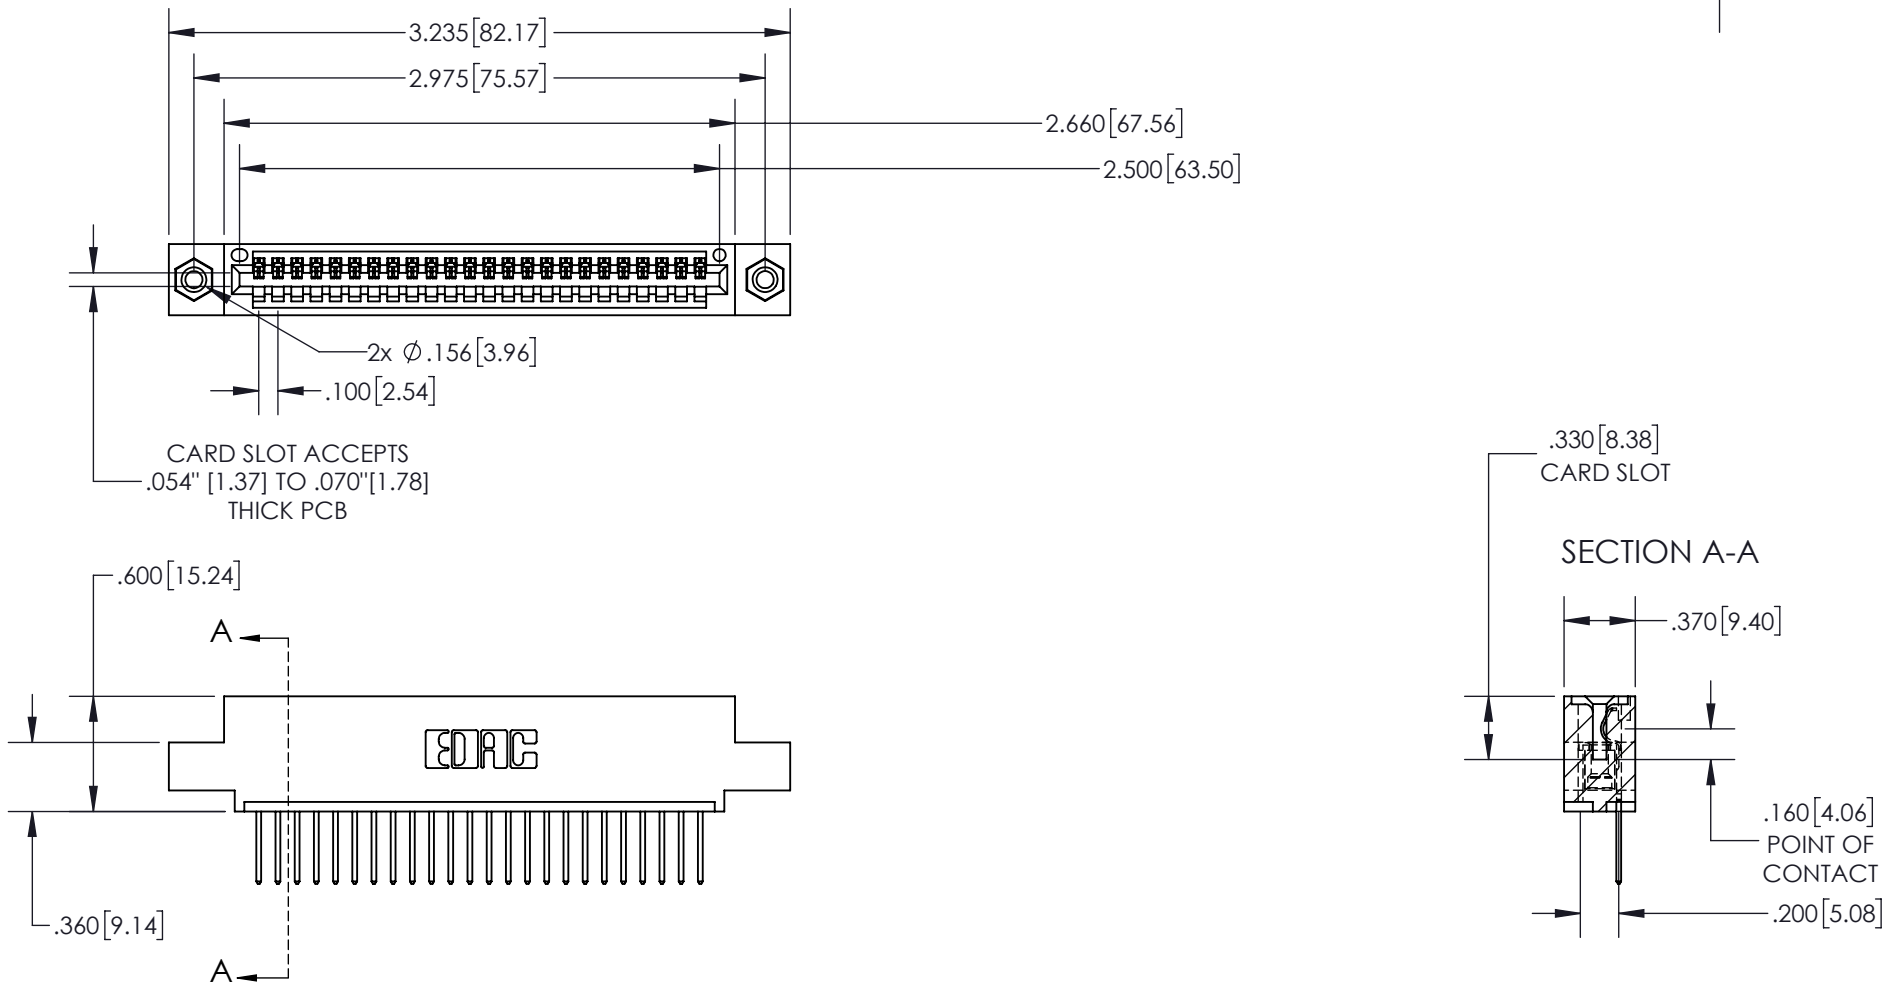 3.235[82.17]
2.975[75.57]
2.660[67.56]
2.500[63.50]
2x Ø.156[3.96]
.100[2.54]
CARD SLOT ACCEPTS
.054" [1.37] TO .070"[1.78]
THICK PCB
.330[8.38]
CARD SLOT
SECTION A-A
.600[15.24]
.370[9.40]
A
EDAC
.160[4.06]
POINT OF
CONTACT
.200[5.08]
.360[9.14]
A